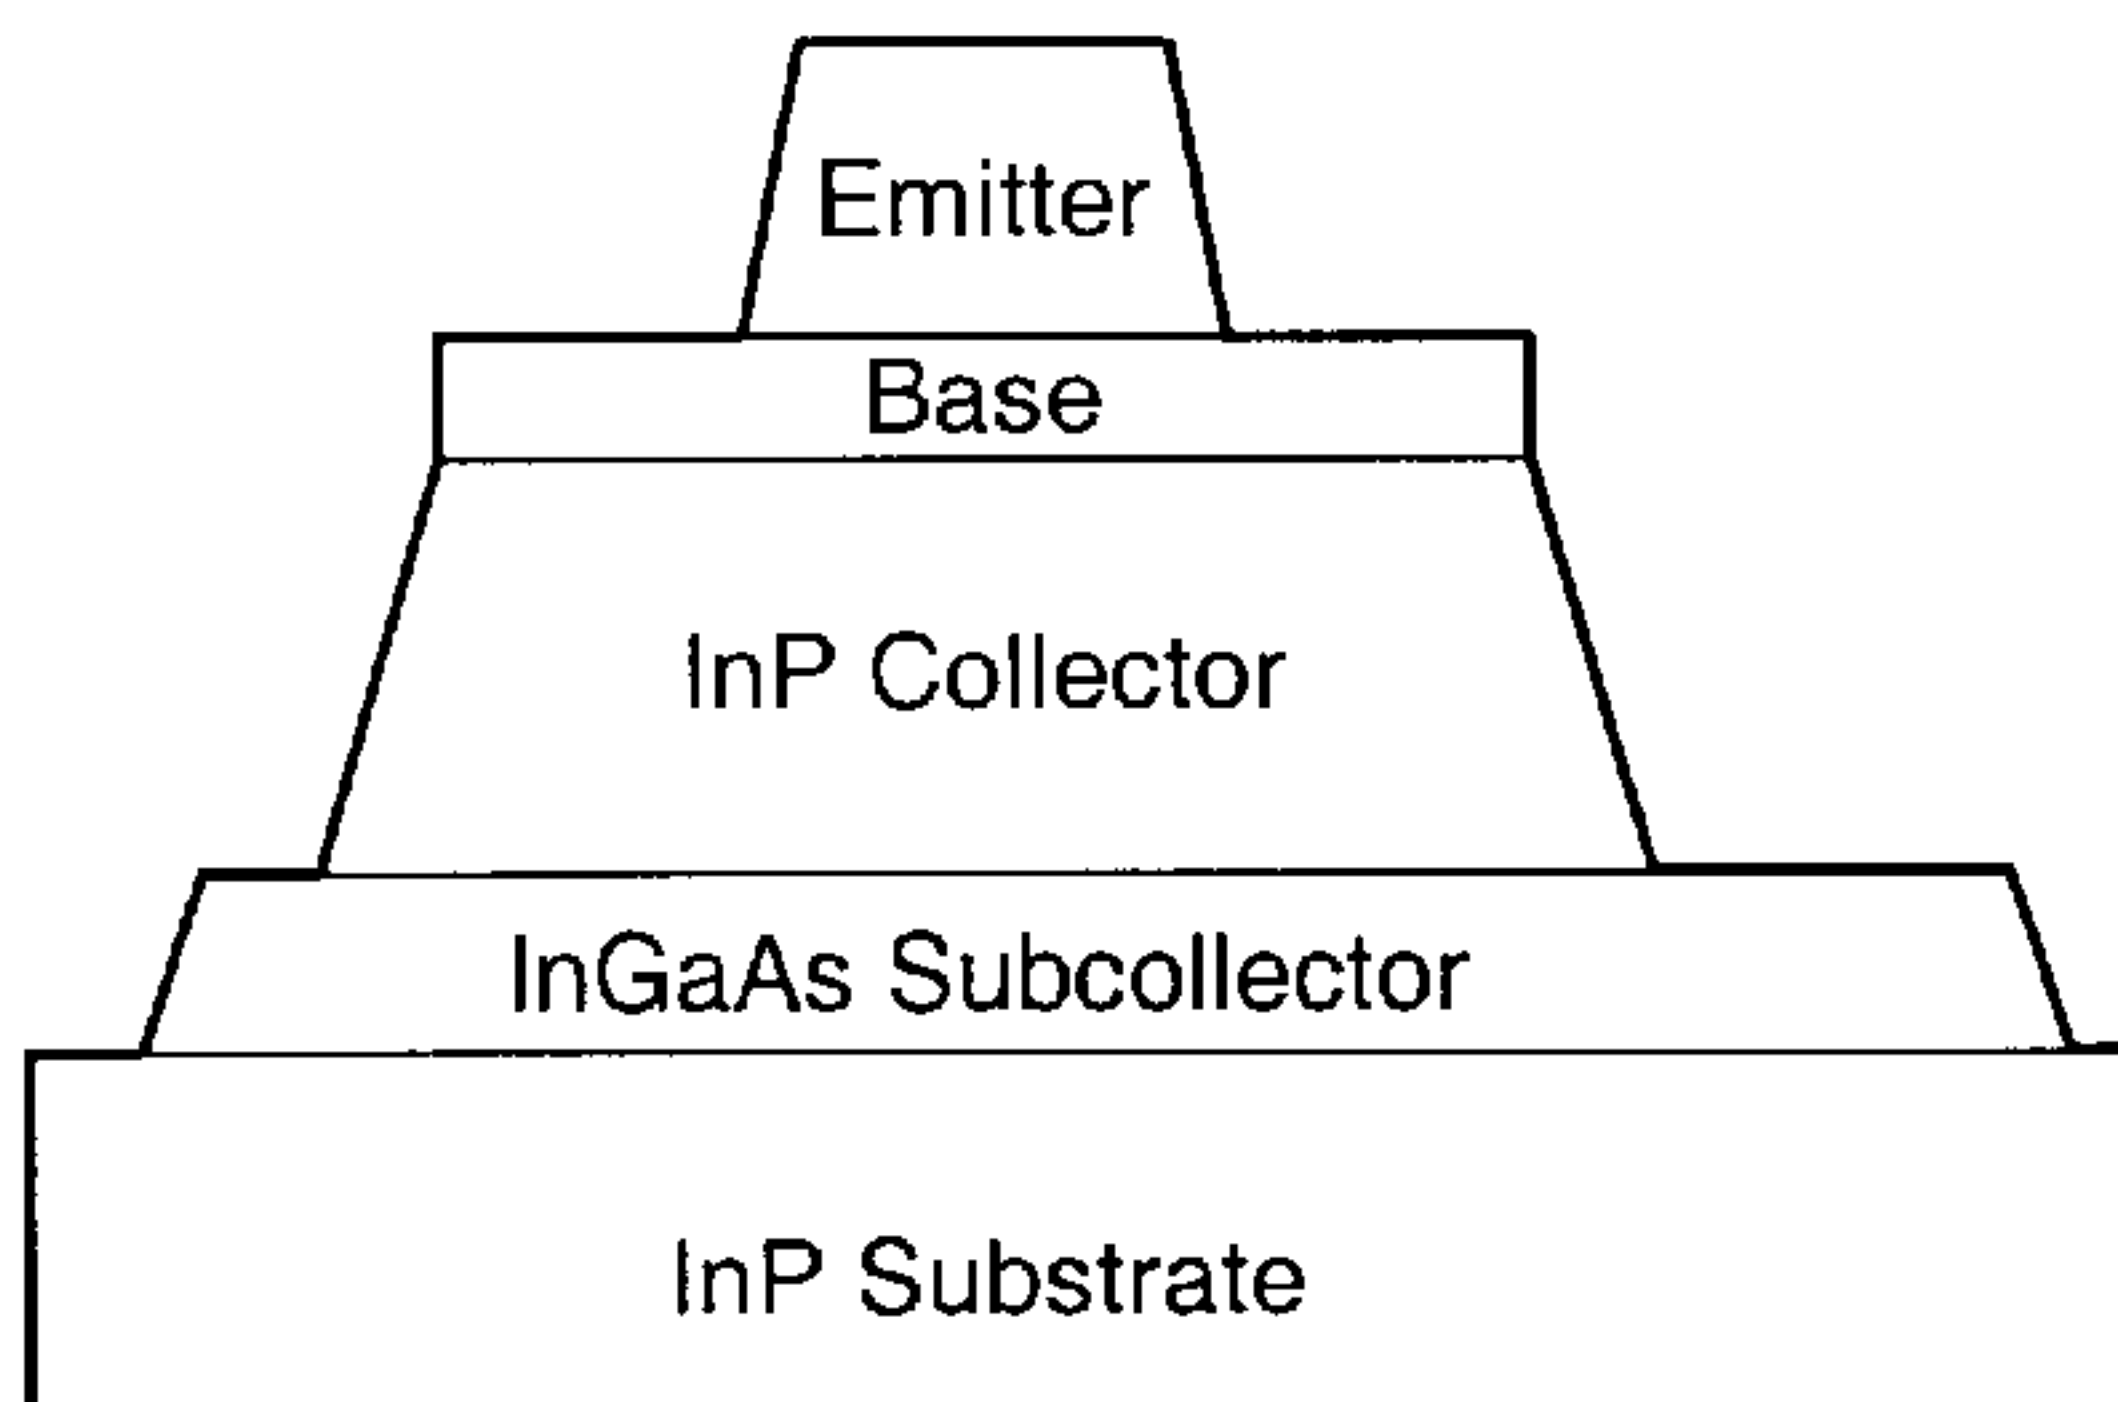 Emitter
Base
InP Collector
InGaAs Subcollector
InP Substrate